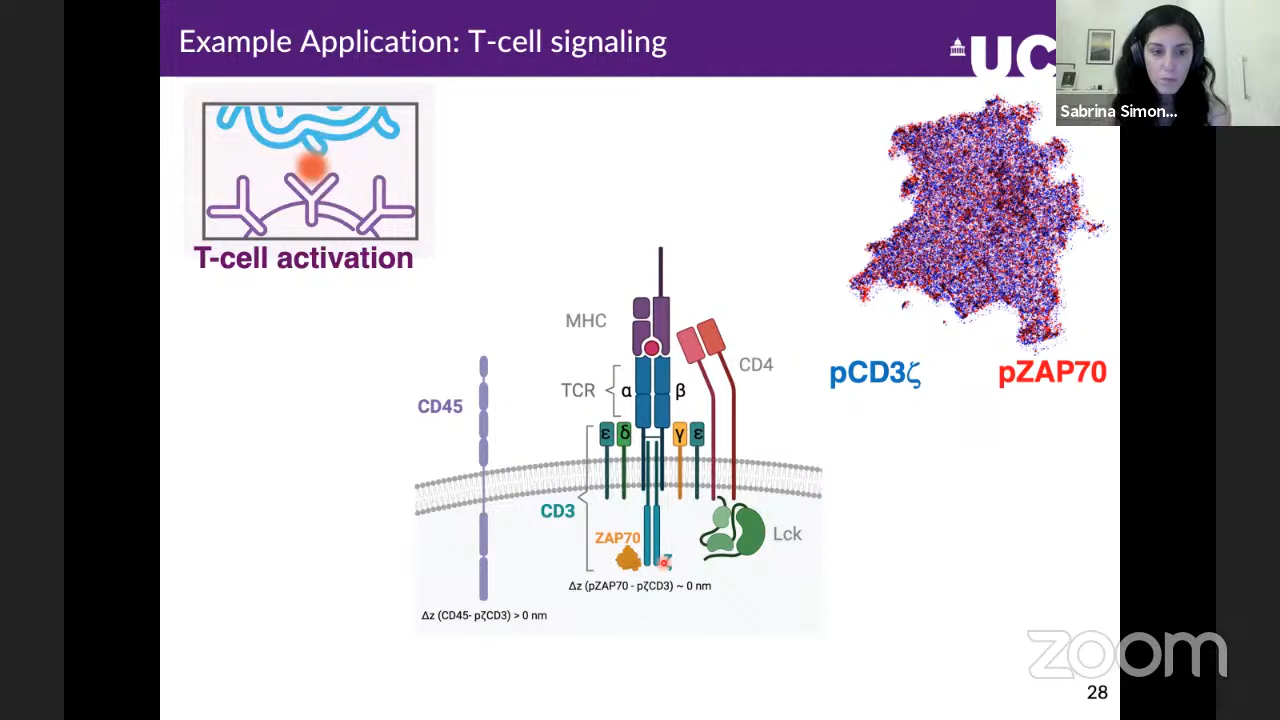 Example Application: T-cell signaling
UC
Sabrina Simon...
T-cell activation
MHC
CD4
TCR
α
β
CD45
pCD3ζ
pZAP70
ε
δ
γ
ε
CD3
ZAP70
ζ
Lck
Δz (pZAP70 - pζCD3) ~ 0 nm
Δz (CD45- pζCD3) > 0 nm
zoom
28